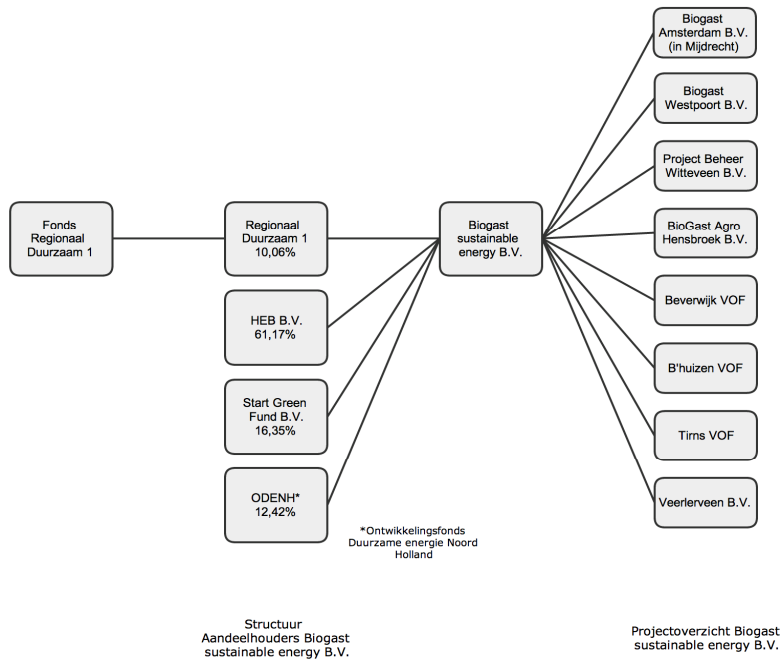 Fonds
Regionaal
Duurzaam 1
Regionaal
Duurzaam 1
10,06%
HEB B.V.
61,17%
Start Green
Fund B.V.
16,35%
ODENH*
12,42%
*Ontwikkelingsfonds
Duurzame energie Noord
Holland
Structuur
Aandeelhouders Biogast
sustainable energy B.V.
Biogast
sustainable
energy B.V.
Biogast
Amsterdam B.V.
(in Mijdrecht)
Biogast
Westpoort B.V.
Project Beheer
Witteveen B.V.
BioGast Agro
Hensbroek B.V.
Beverwijk VOF
B'huizen VOF
Tirns VOF
Veerlerveen B.V.
Projectoverzicht Biogast
sustainable energy B.V.